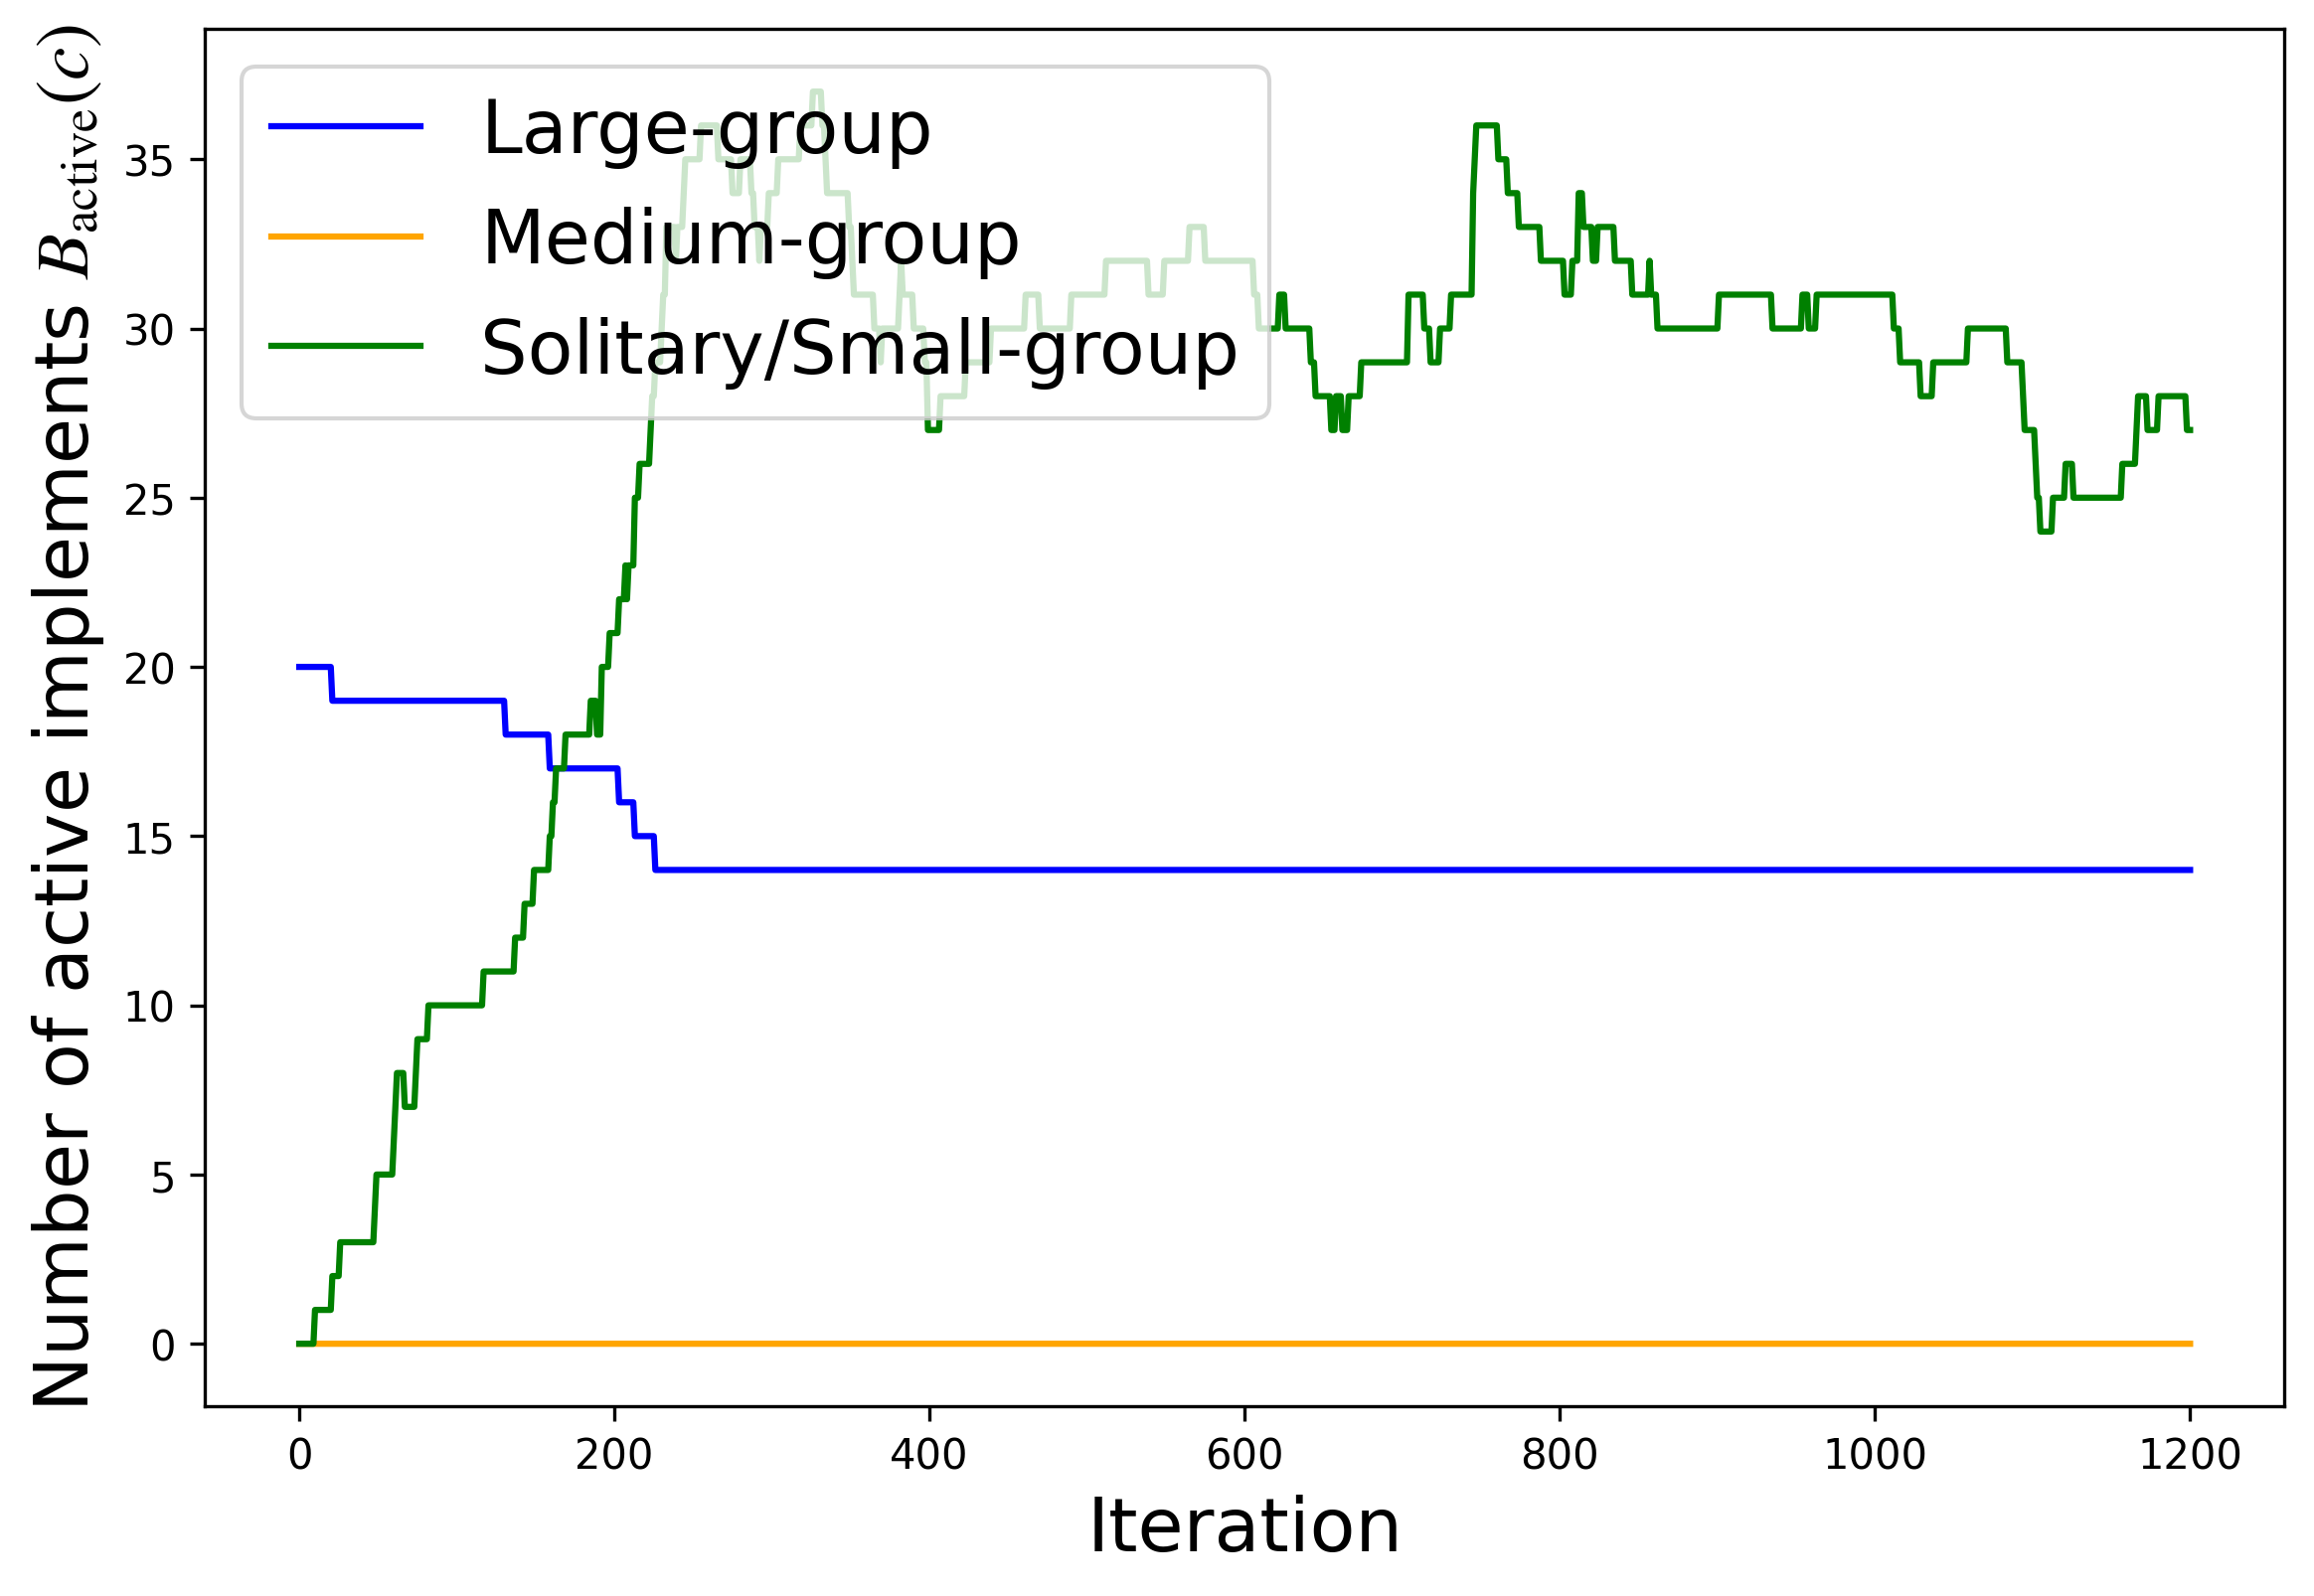 Number of active implements B_active(c)
35
30
25
20
15
10
5
0
Large-group
Medium-group
Solitary/Small-group
0 200 400 600 800 1000 1200
Iteration